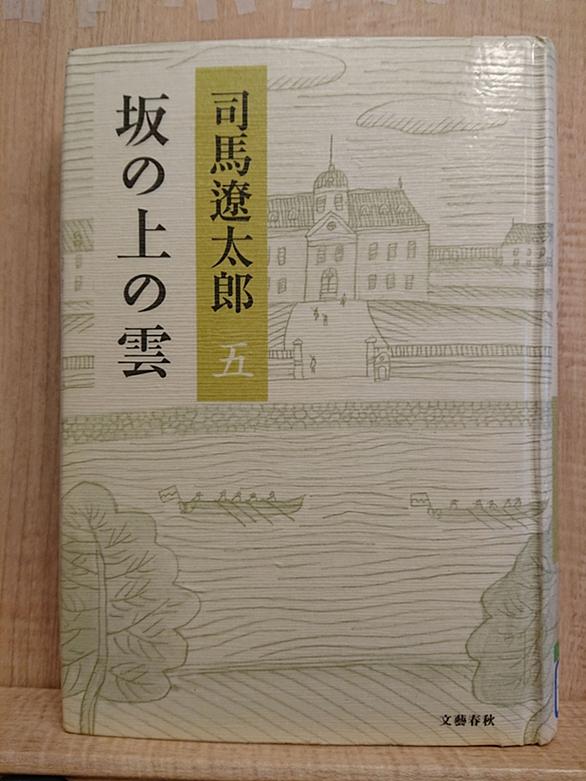 坂の上の雲
司馬遼太郎 五
文藝春秋